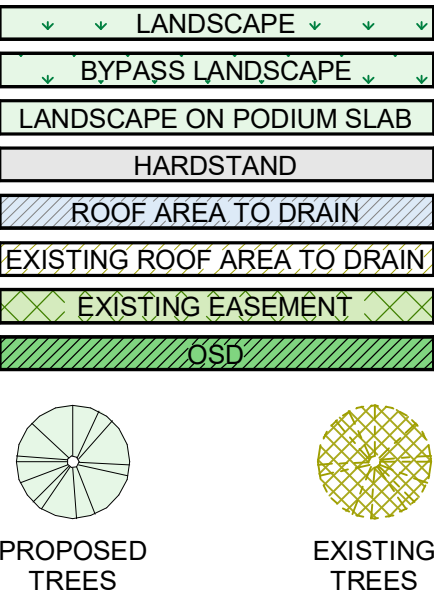 LANDSCAPE
BYPASS LANDSCAPE
LANDSCAPE ON PODIUM SLAB
HARDSTAND
ROOF AREA TO DRAIN
EXISTING ROOF AREA TO DRAIN
EXISTING EASEMENT
OSD
PROPOSED
TREES
EXISTING
TREES